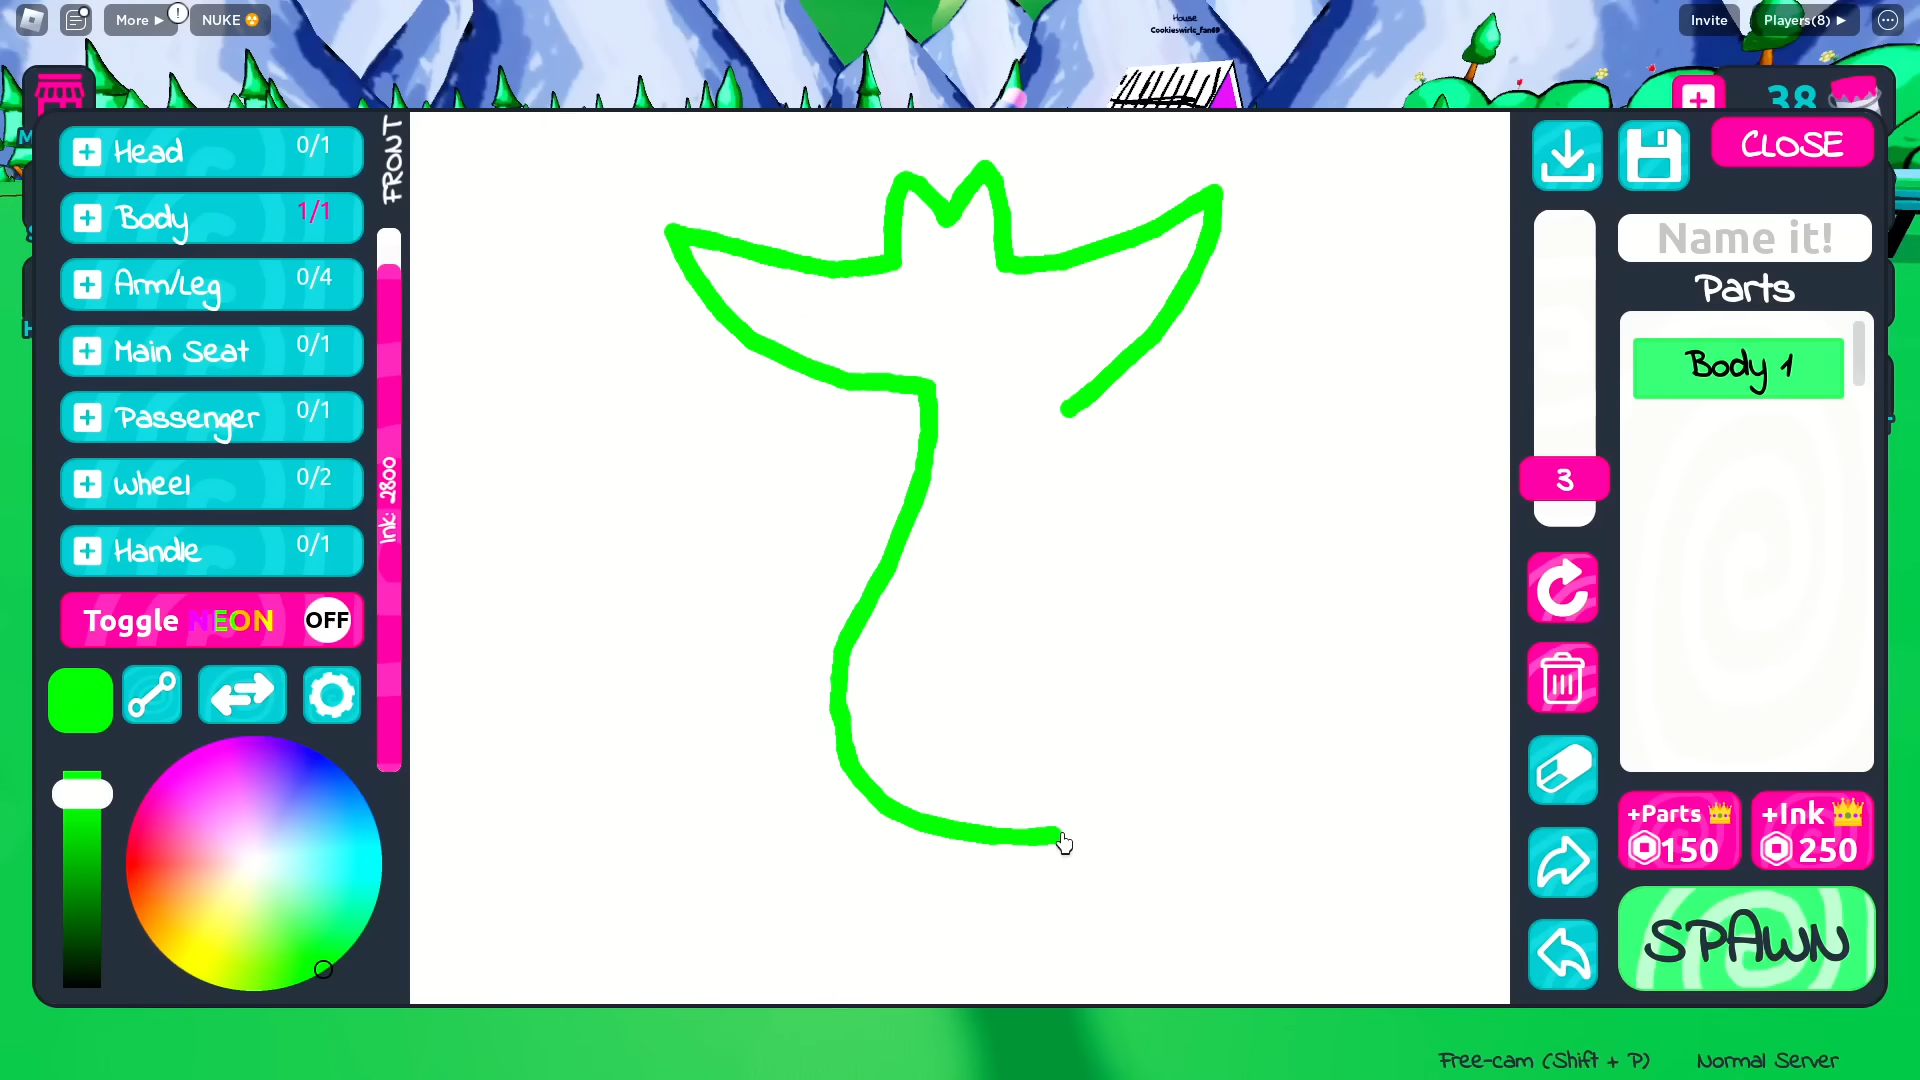 More ▶
!
NUKE ☢
House
Cookieswirlc_fan69
Invite
Players(8) ▶
38
Head 0/1
Body 1/1
Arm/Leg 0/4
Main Seat 0/1
Passenger 0/1
Wheel 0/2
Handle 0/1
Toggle NEON OFF
FRONT
Ink: 2800
CLOSE
Name it!
Parts
Body 1
3
+Parts
150
+Ink
250
SPAWN
Free-cam (Shift + P)
Normal Server